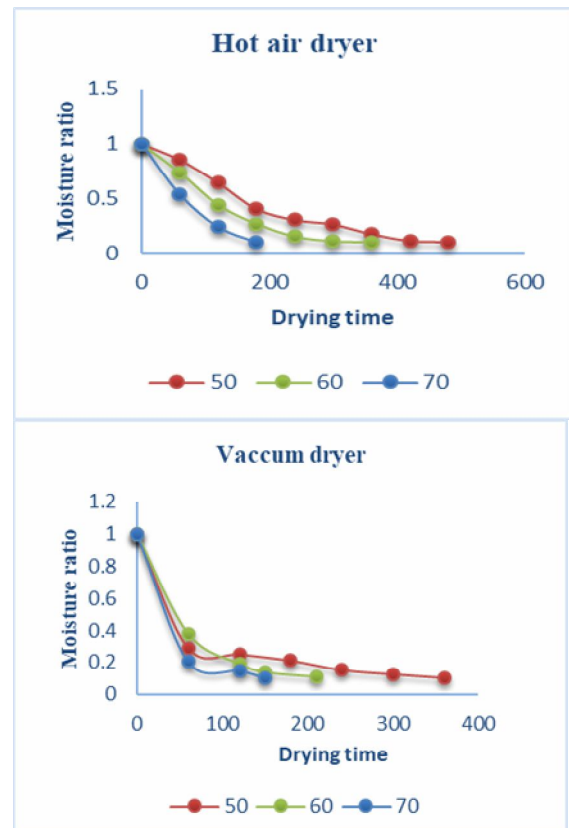 Hot air dryer
Moisture ratio
1.5
1
0.5
0
0 200 400 600
Drying time
50 60 70
Vaccum dryer
Moisture ratio
1.2
1
0.8
0.6
0.4
0.2
0
0 100 200 300 400
Drying time
50 60 70